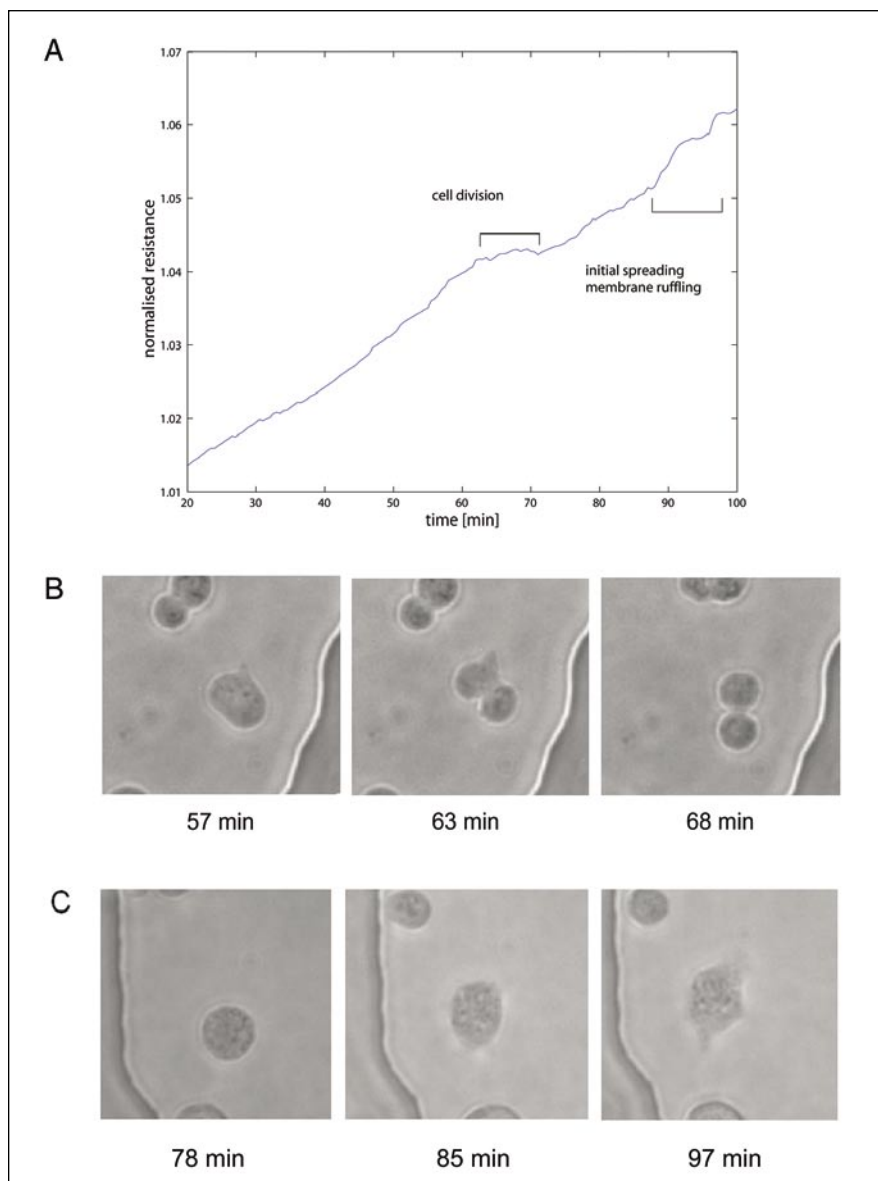 A
1.07
1.06
1.05
1.04
1.03
1.02
1.01
normalised resistance
cell division
initial spreading
membrane ruffling
20 30 40 50 60 70 80 90 100
time [min]
B
57 min 63 min 68 min
C
78 min 85 min 97 min